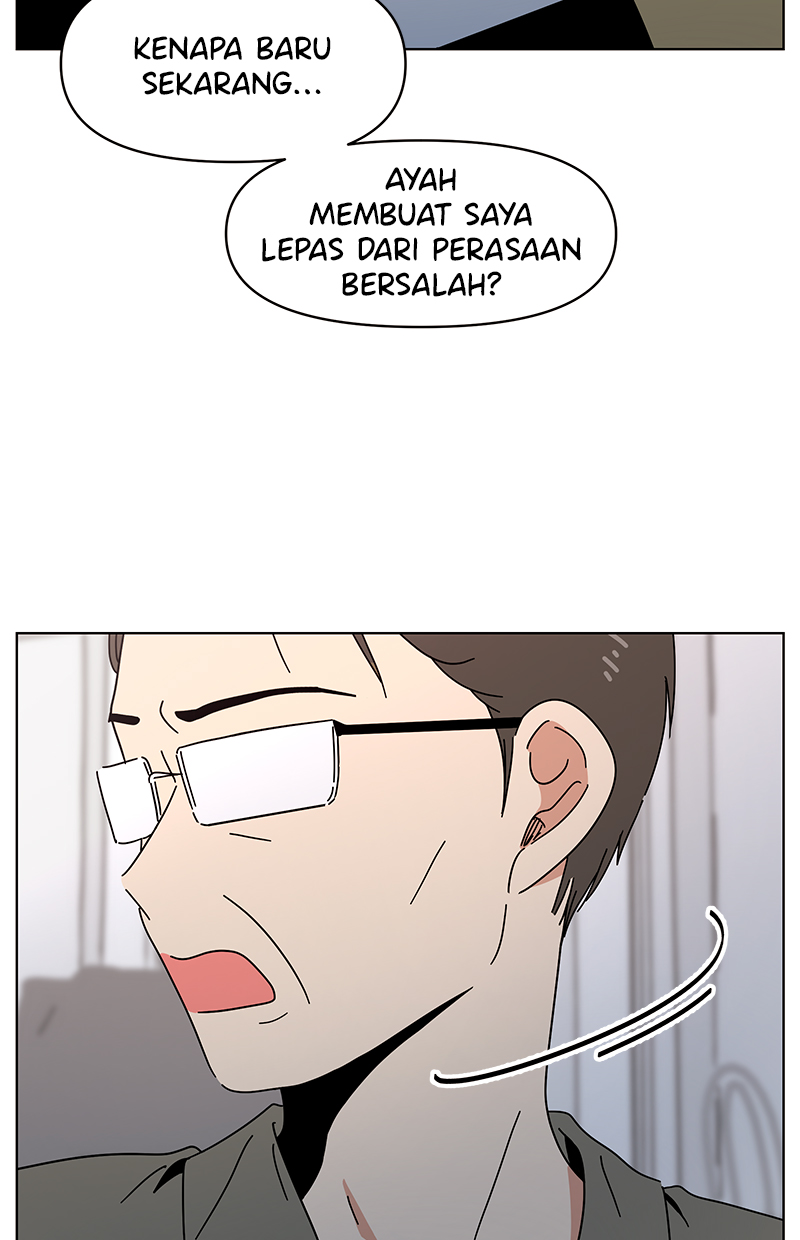 KENAPA BARU
SEKARANG...
AYAH
MEMBUAT SAYA
LEPAS DARI PERASAAN
BERSALAH?